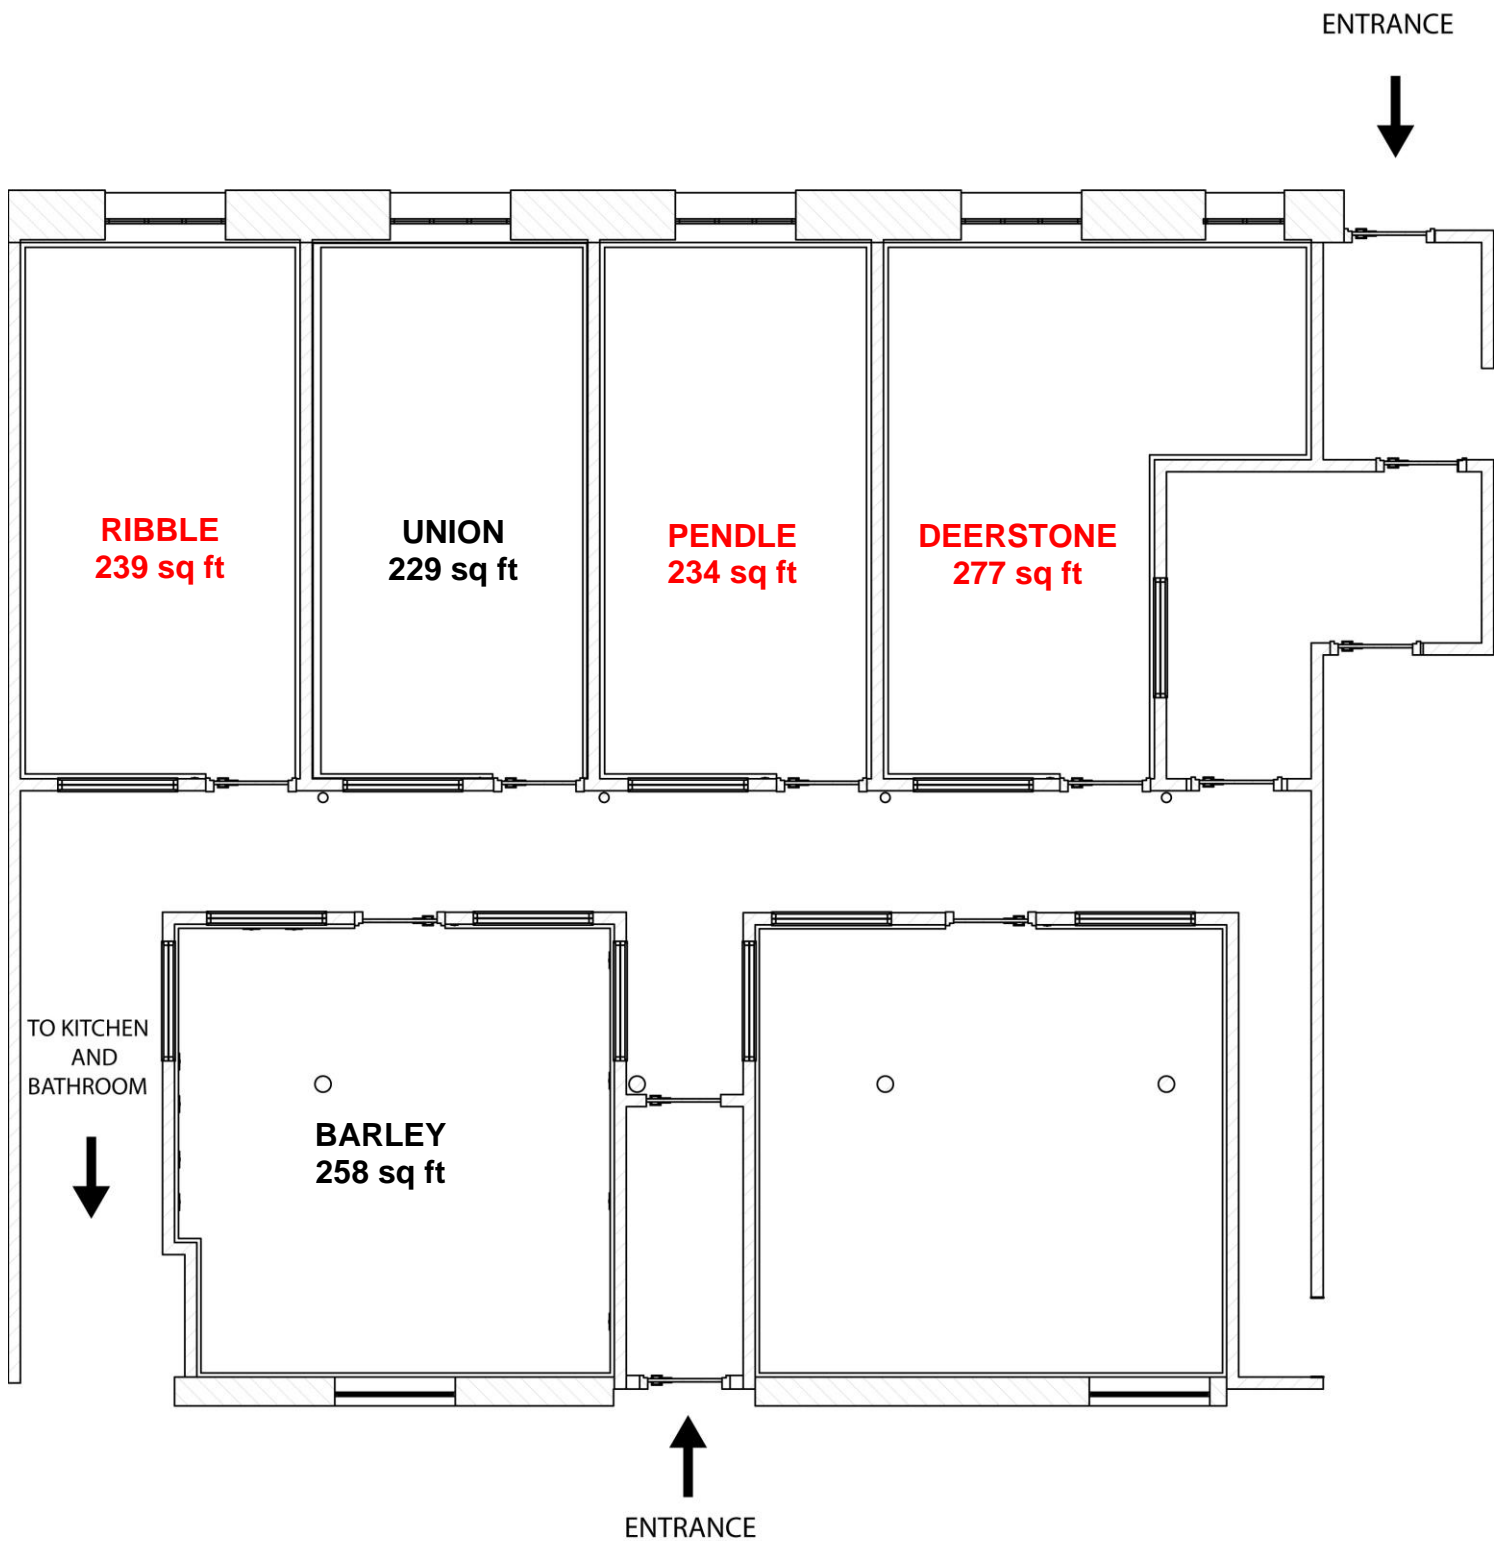 ENTRANCE
RIBBLE
239 sq ft
UNION
229 sq ft
PENDLE
234 sq ft
DEERSTONE
277 sq ft
TO KITCHEN
AND
BATHROOM
BARLEY
258 sq ft
ENTRANCE